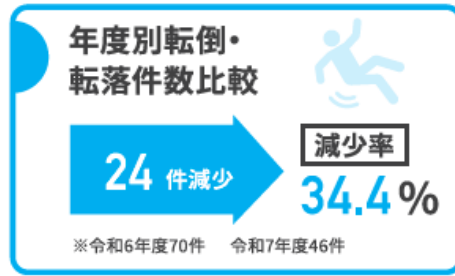 年度別転倒・
転落件数比較
24 件減少
減少率
34.4%
※令和6年度70件 令和7年度46件